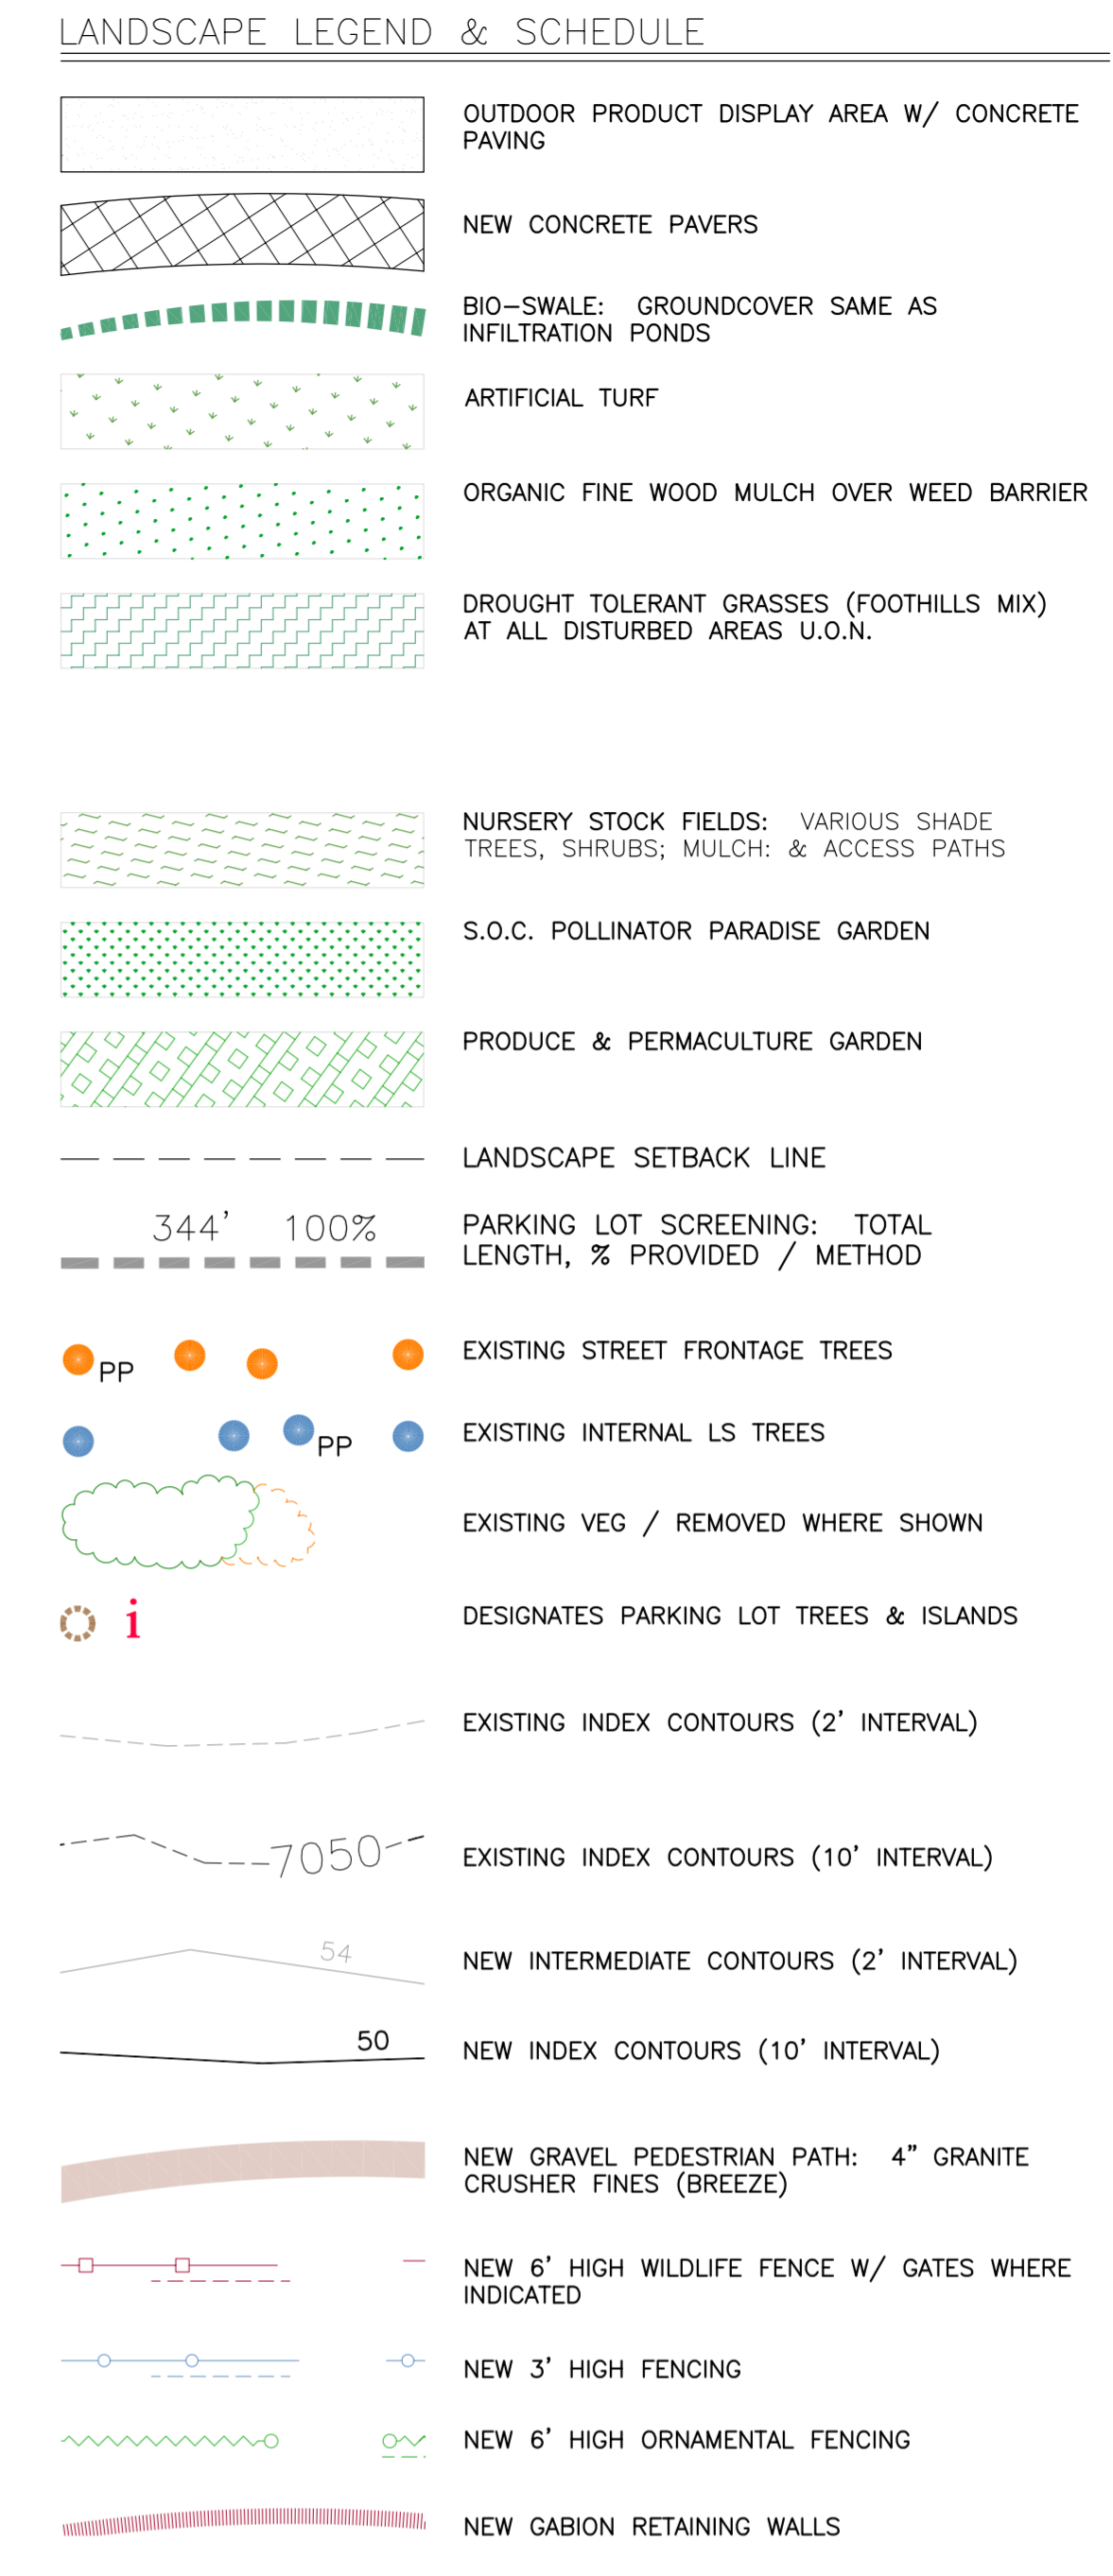 LANDSCAPE LEGEND & SCHEDULE
OUTDOOR PRODUCT DISPLAY AREA W/ CONCRETE
PAVING
NEW CONCRETE PAVERS
BIO-SWALE: GROUNDCOVER SAME AS
INFILTRATION PONDS
ARTIFICIAL TURF
ORGANIC FINE WOOD MULCH OVER WEED BARRIER
DROUGHT TOLERANT GRASSES (FOOTHILLS MIX)
AT ALL DISTURBED AREAS U.O.N.
NURSERY STOCK FIELDS: VARIOUS SHADE
TREES, SHRUBS; MULCH: & ACCESS PATHS
S.O.C. POLLINATOR PARADISE GARDEN
PRODUCE & PERMACULTURE GARDEN
LANDSCAPE SETBACK LINE
344' 100%
PARKING LOT SCREENING: TOTAL
LENGTH, % PROVIDED / METHOD
PP
EXISTING STREET FRONTAGE TREES
PP
EXISTING INTERNAL LS TREES
EXISTING VEG / REMOVED WHERE SHOWN
i
DESIGNATES PARKING LOT TREES & ISLANDS
EXISTING INDEX CONTOURS (2' INTERVAL)
7050
EXISTING INDEX CONTOURS (10' INTERVAL)
54
NEW INTERMEDIATE CONTOURS (2' INTERVAL)
50
NEW INDEX CONTOURS (10' INTERVAL)
NEW GRAVEL PEDESTRIAN PATH: 4" GRANITE
CRUSHER FINES (BREEZE)
NEW 6' HIGH WILDLIFE FENCE W/ GATES WHERE
INDICATED
NEW 3' HIGH FENCING
NEW 6' HIGH ORNAMENTAL FENCING
NEW GABION RETAINING WALLS